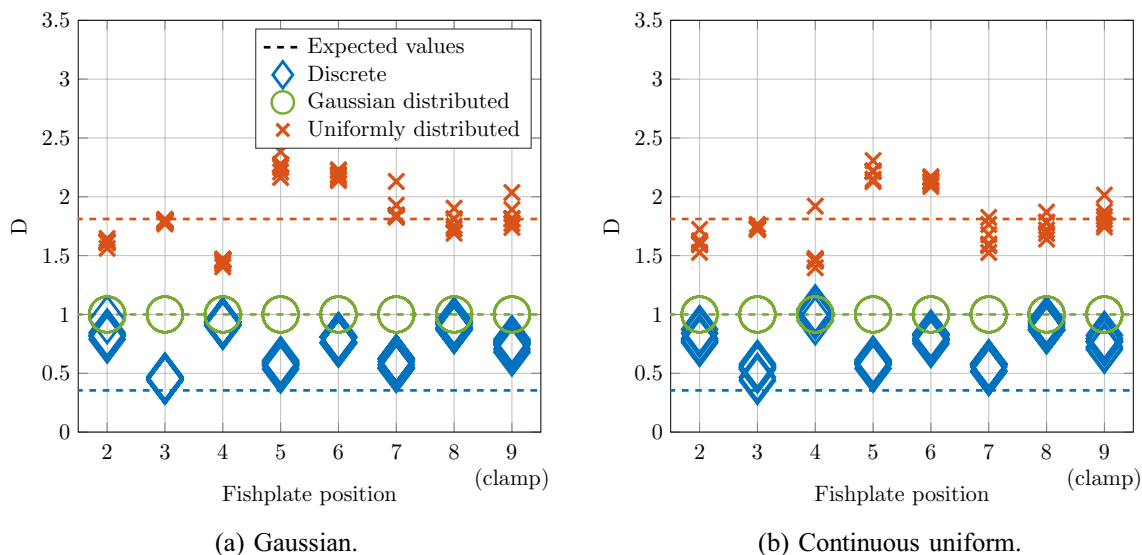 3.5
3
2.5
2
1.5
1
0.5
0
D
Expected values
Discrete
Gaussian distributed
Uniformly distributed
2 3 4 5 6 7 8 9
(clamp)
Fishplate position
(a) Gaussian.
3.5
3
2.5
2
1.5
1
0.5
0
D
2 3 4 5 6 7 8 9
(clamp)
Fishplate position
(b) Continuous uniform.